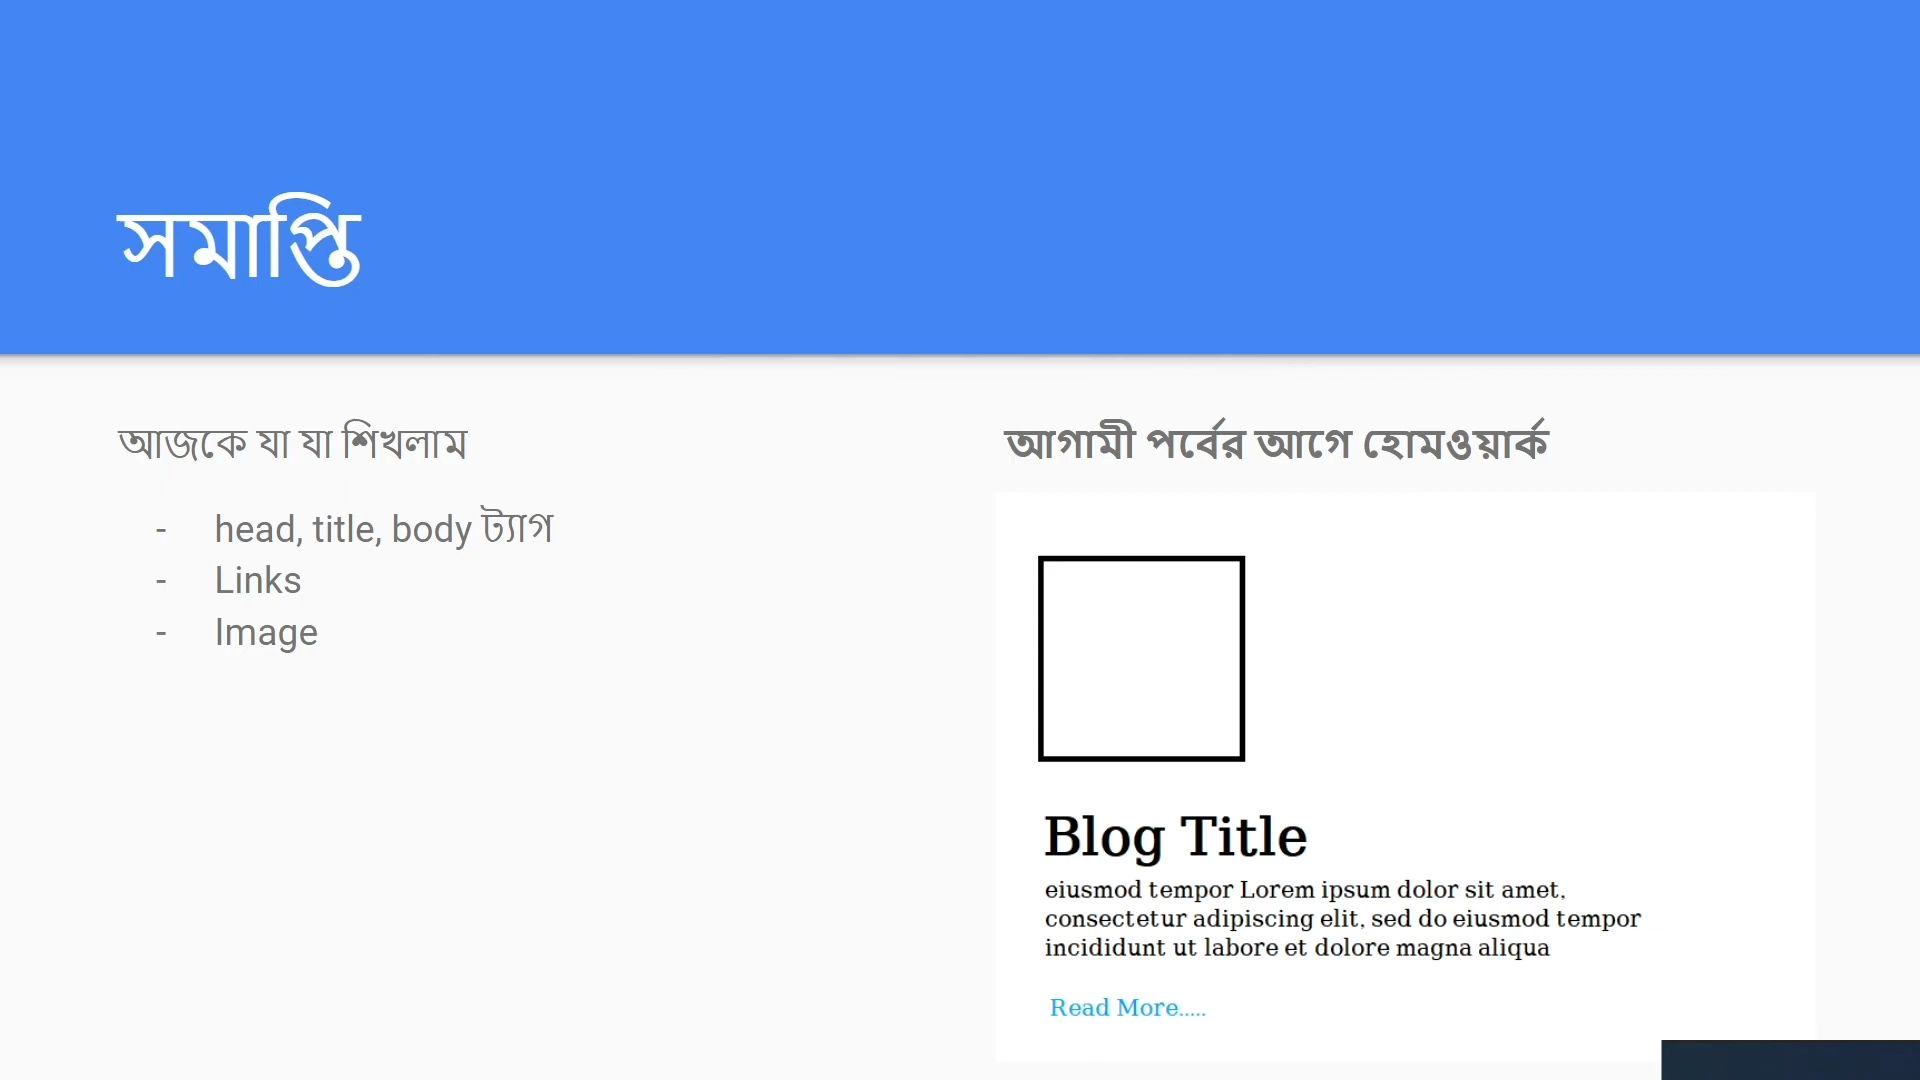 সমাপ্তি
আজকে যা যা শিখলাম
- head, title, body ট্যাগ
- Links
- Image
আগামী পর্বের আগে হোমওয়ার্ক
Blog Title
eiusmod tempor Lorem ipsum dolor sit amet,
consectetur adipiscing elit, sed do eiusmod tempor
incididunt ut labore et dolore magna aliqua
Read More.....